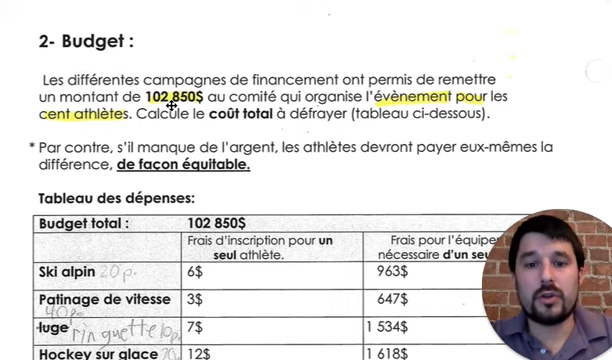 2- Budget :
Les différentes campagnes de financement ont permis de remettre
un montant de 102 850$ au comité qui organise l'évènement pour les
cent athlètes. Calcule le coût total à défrayer (tableau ci-dessous).
* Par contre, s'il manque de l'argent, les athlètes devront payer eux-mêmes la
différence, de façon équitable.
Tableau des dépenses:
Budget total : 102 850$
Frais d'inscription pour un Frais pour l'équipe
seul athlète. nécessaire d'un seu
Ski alpin 20 p. 6$ 963$
Patinage de vitesse 3$ 647$
40 p.
luge ringuette 10 p. 7$ 1 534$
Hockey sur glace 12$ 1 618$